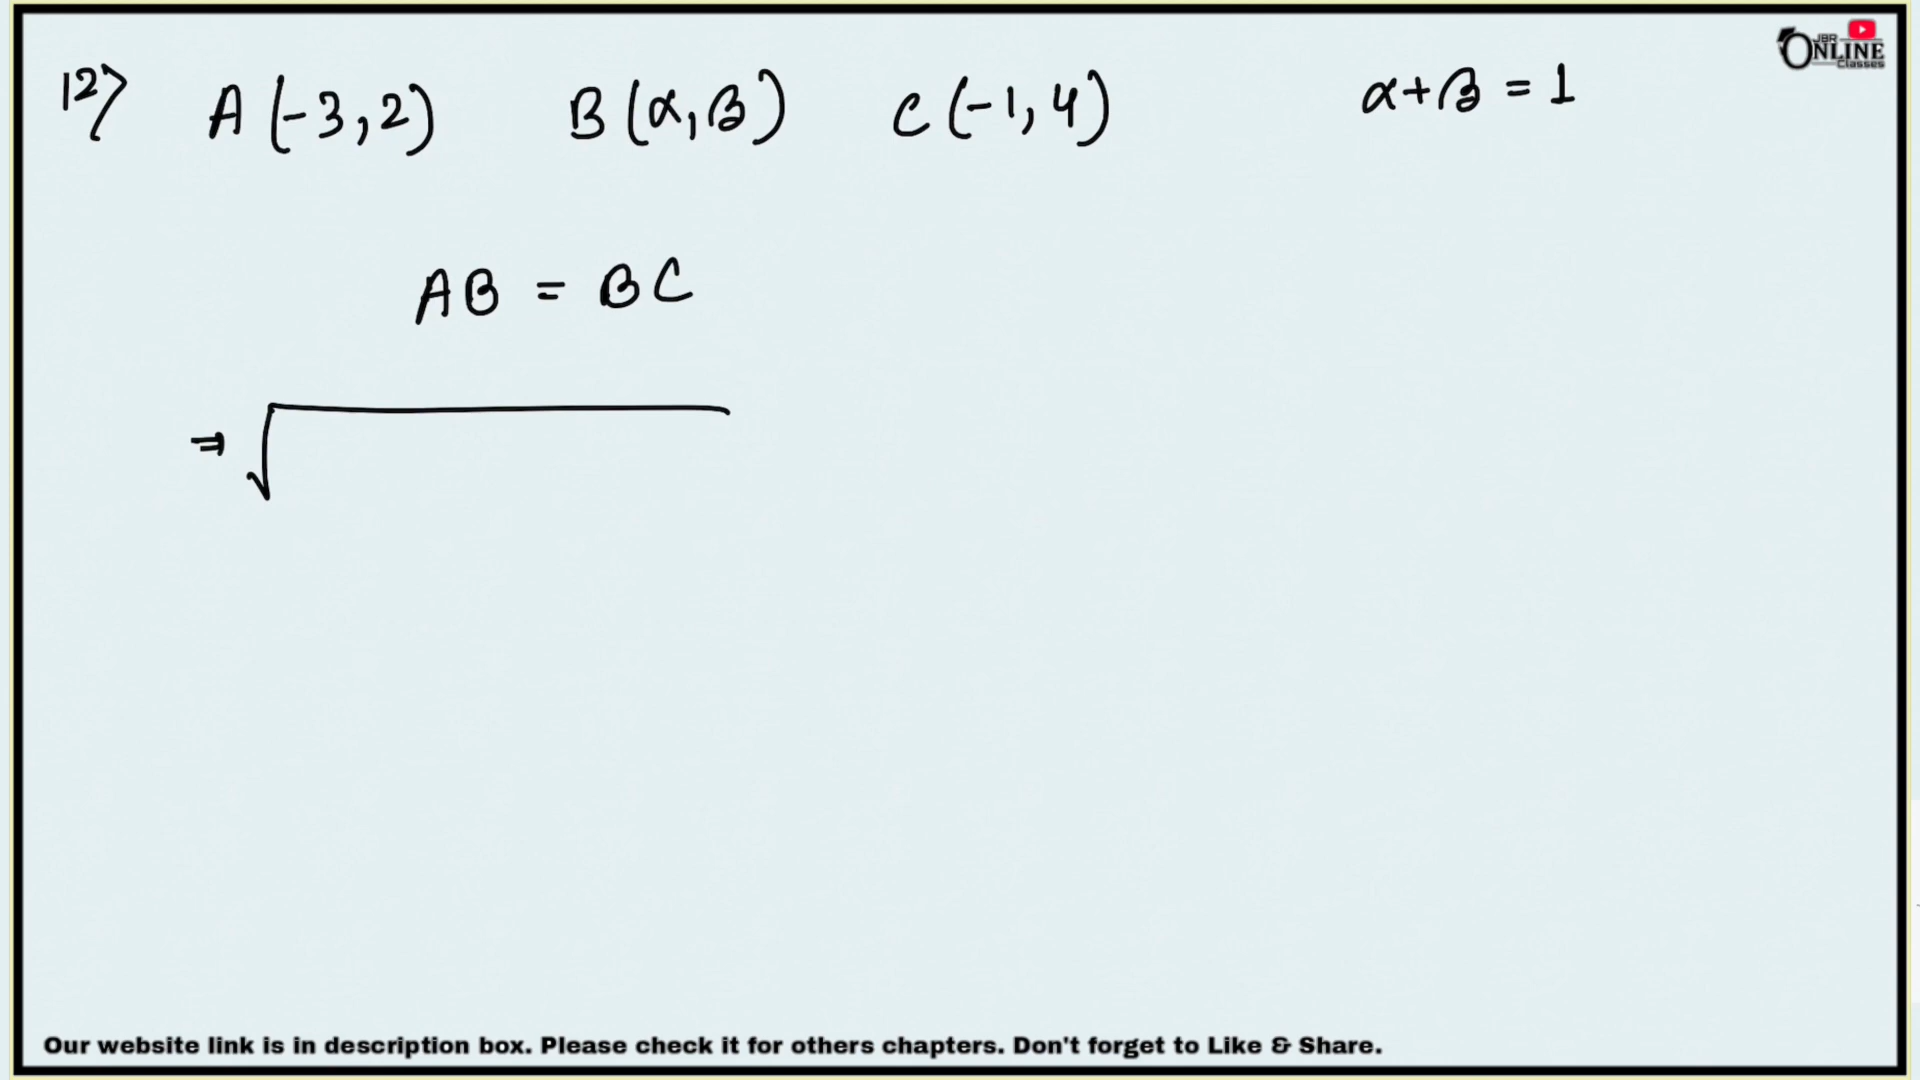 12) A(-3,2) B(α,β) C(-1,4) α+β = 1
JBR
ONLINE
Classes
AB = BC
⇒ √
Our website link is in description box. Please check it for others chapters. Don't forget to Like & Share.